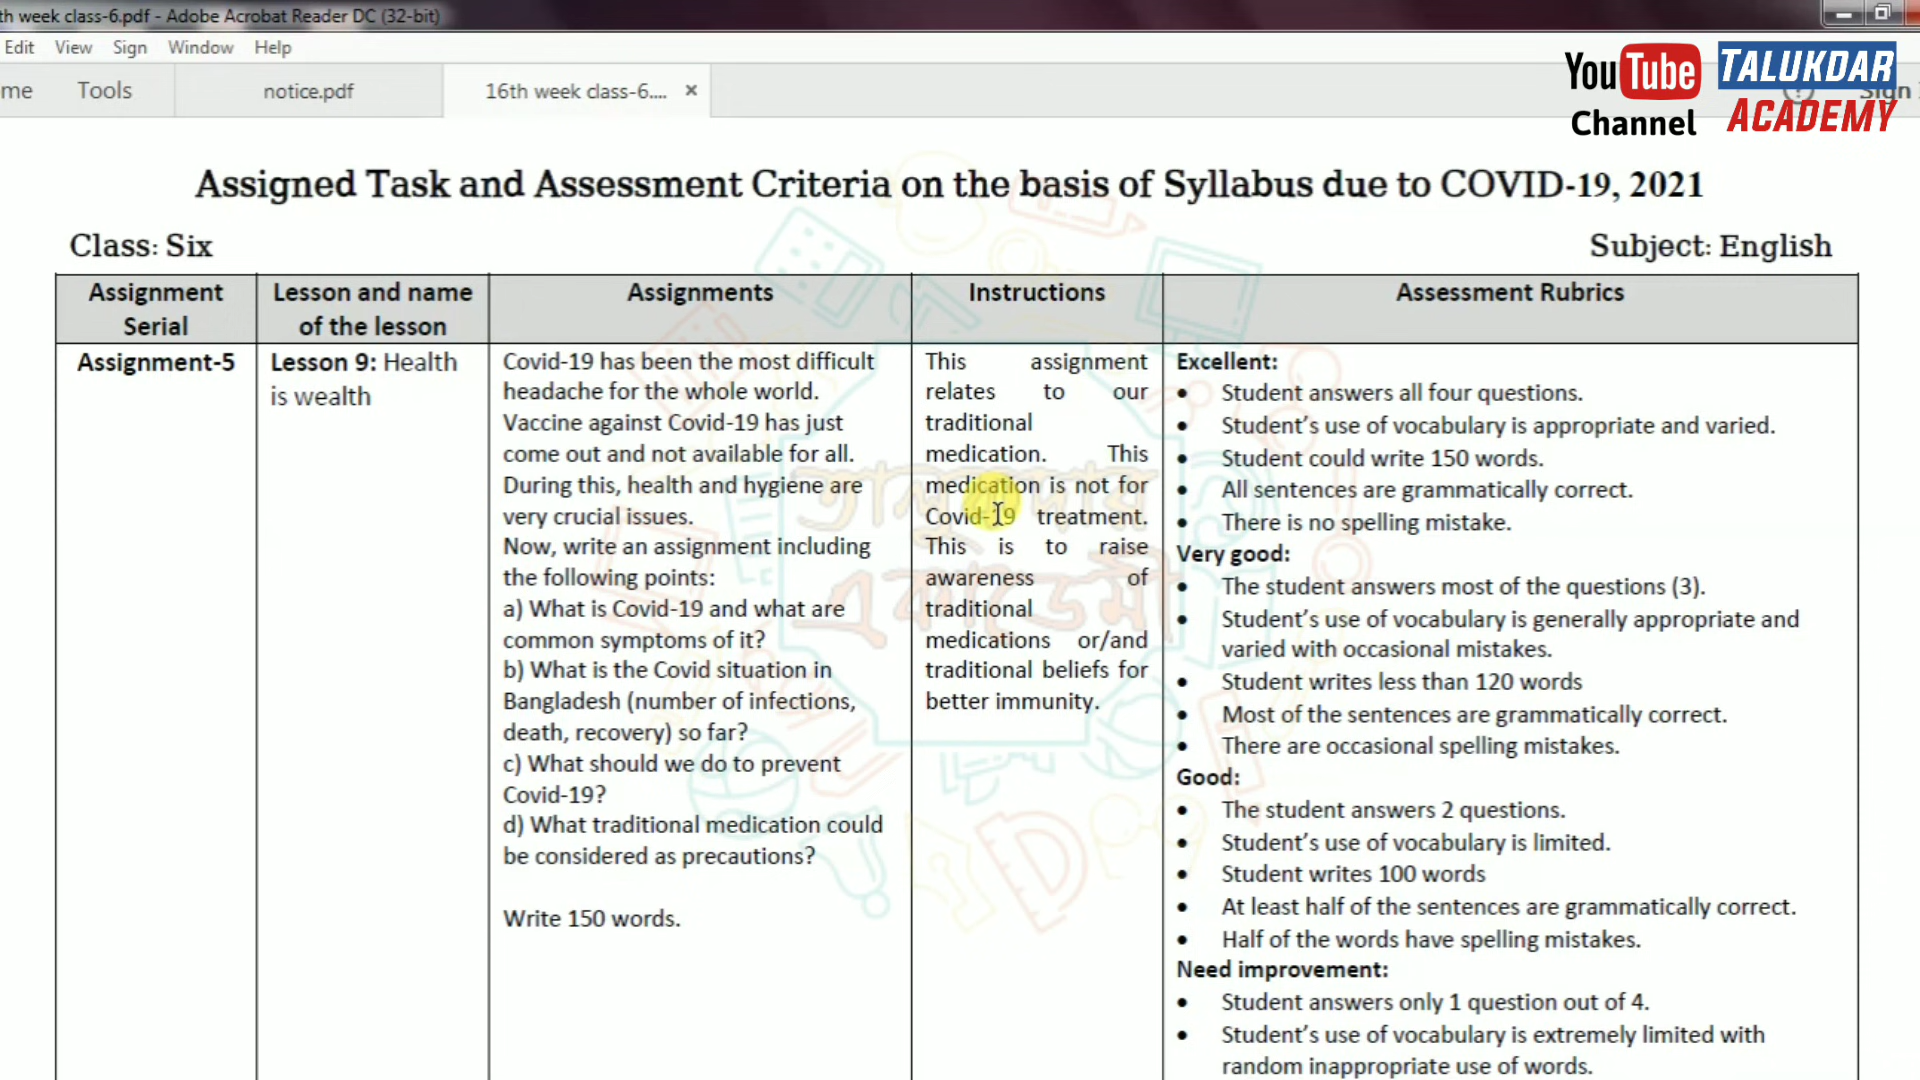 th week class-6.pdf - Adobe Acrobat Reader DC (32-bit)
Edit View Sign Window Help
me Tools notice.pdf 16th week class-6.... ×
YouTube
Channel
TALUKDAR
ACADEMY
Sign
Assigned Task and Assessment Criteria on the basis of Syllabus due to COVID-19, 2021
Class: Six
Subject: English
Assignment
Serial
Lesson and name
of the lesson
Assignments
Instructions
Assessment Rubrics
Assignment-5
Lesson 9: Health
is wealth
Covid-19 has been the most difficult
headache for the whole world.
Vaccine against Covid-19 has just
come out and not available for all.
During this, health and hygiene are
very crucial issues.
Now, write an assignment including
the following points:
a) What is Covid-19 and what are
common symptoms of it?
b) What is the Covid situation in
Bangladesh (number of infections,
death, recovery) so far?
c) What should we do to prevent
Covid-19?
d) What traditional medication could
be considered as precautions?
Write 150 words.
This assignment
relates to our
traditional
medication. This
medication is not for
Covid-19 treatment.
This is to raise
awareness of
traditional
medications or/and
traditional beliefs for
better immunity.
Excellent:
• Student answers all four questions.
• Student’s use of vocabulary is appropriate and varied.
• Student could write 150 words.
• All sentences are grammatically correct.
• There is no spelling mistake.
Very good:
• The student answers most of the questions (3).
• Student’s use of vocabulary is generally appropriate and
varied with occasional mistakes.
• Student writes less than 120 words
• Most of the sentences are grammatically correct.
• There are occasional spelling mistakes.
Good:
• The student answers 2 questions.
• Student’s use of vocabulary is limited.
• Student writes 100 words
• At least half of the sentences are grammatically correct.
• Half of the words have spelling mistakes.
Need improvement:
• Student answers only 1 question out of 4.
• Student’s use of vocabulary is extremely limited with
random inappropriate use of words.
তালুকদার
একাডেমী